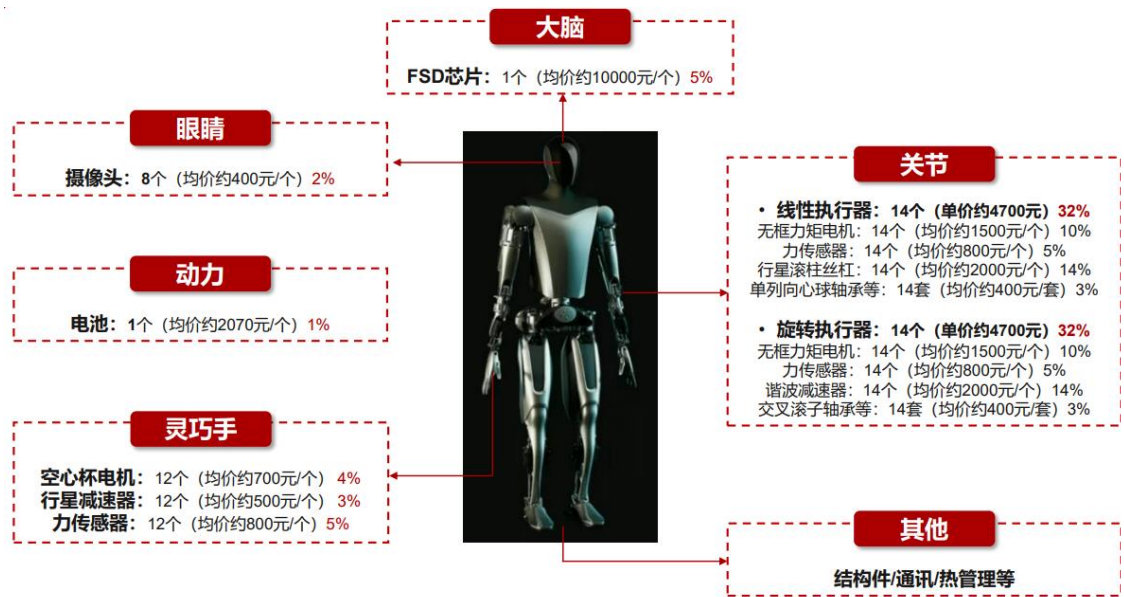 大脑
FSD芯片：1个（均价约10000元/个）5%
眼睛
摄像头：8个（均价约400元/个）2%
动力
电池：1个（均价约2070元/个）1%
灵巧手
空心杯电机：12个（均价约700元/个） 4%
行星减速器：12个（均价约500元/个） 3%
力传感器：12个（均价约800元/个）5%
关节
• 线性执行器：14个（单价约4700元）32%
无框力矩电机：14个（均价约1500元/个）10%
力传感器：14个（均价约800元/个）5%
行星滚柱丝杠：14个（均价约2000元/个）14%
单列向心球轴承等：14套（均价约400元/套）3%
• 旋转执行器：14个（单价约4700元）32%
无框力矩电机：14个（均价约1500元/个）10%
力传感器：14个（均价约800元/个）5%
谐波减速器：14个（均价约2000元/个）14%
交叉滚子轴承等：14套（均价约400元/套）3%
其他
结构件/通讯/热管理等